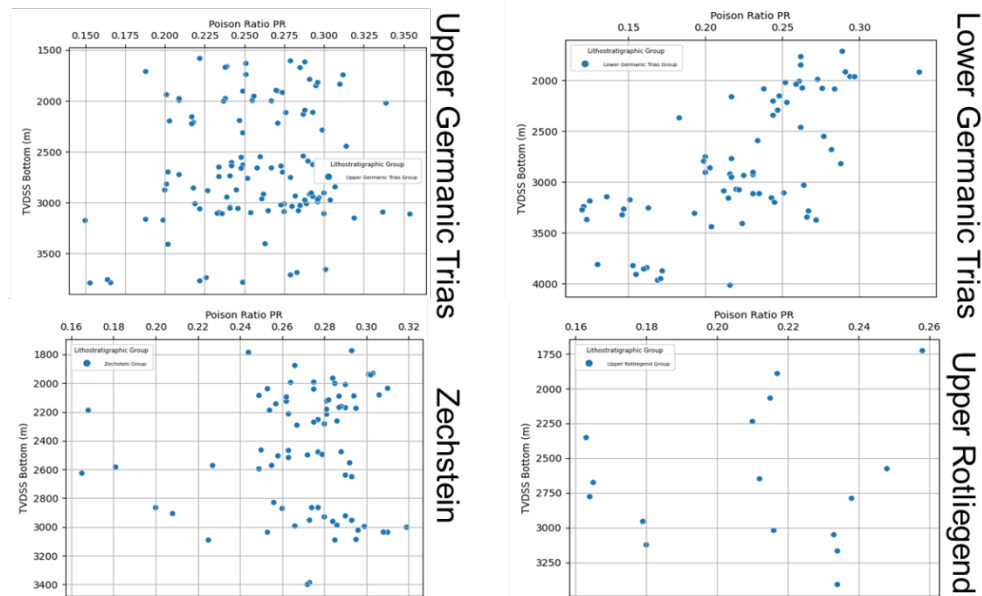 Poison Ratio PR
0.150 0.175 0.200 0.225 0.250 0.275 0.300 0.325 0.350
1500
2000
2500
3000
3500
TVDSS Bottom (m)
Lithostratigraphic Group
Upper Germanic Trias Group
Upper Germanic Trias
Poison Ratio PR
0.15 0.20 0.25 0.30
2000
2500
3000
3500
4000
TVDSS Bottom (m)
Lithostratigraphic Group
Lower Germanic Trias Group
Lower Germanic Trias
Poison Ratio PR
0.16 0.18 0.20 0.22 0.24 0.26 0.28 0.30 0.32
1800
2000
2200
2400
2600
2800
3000
3200
3400
TVDSS Bottom (m)
Lithostratigraphic Group
Zechstein Group
Zechstein
Poison Ratio PR
0.16 0.18 0.20 0.22 0.24 0.26
1750
2000
2250
2500
2750
3000
3250
TVDSS Bottom (m)
Lithostratigraphic Group
Upper Rotliegend Group
Upper Rotliegend